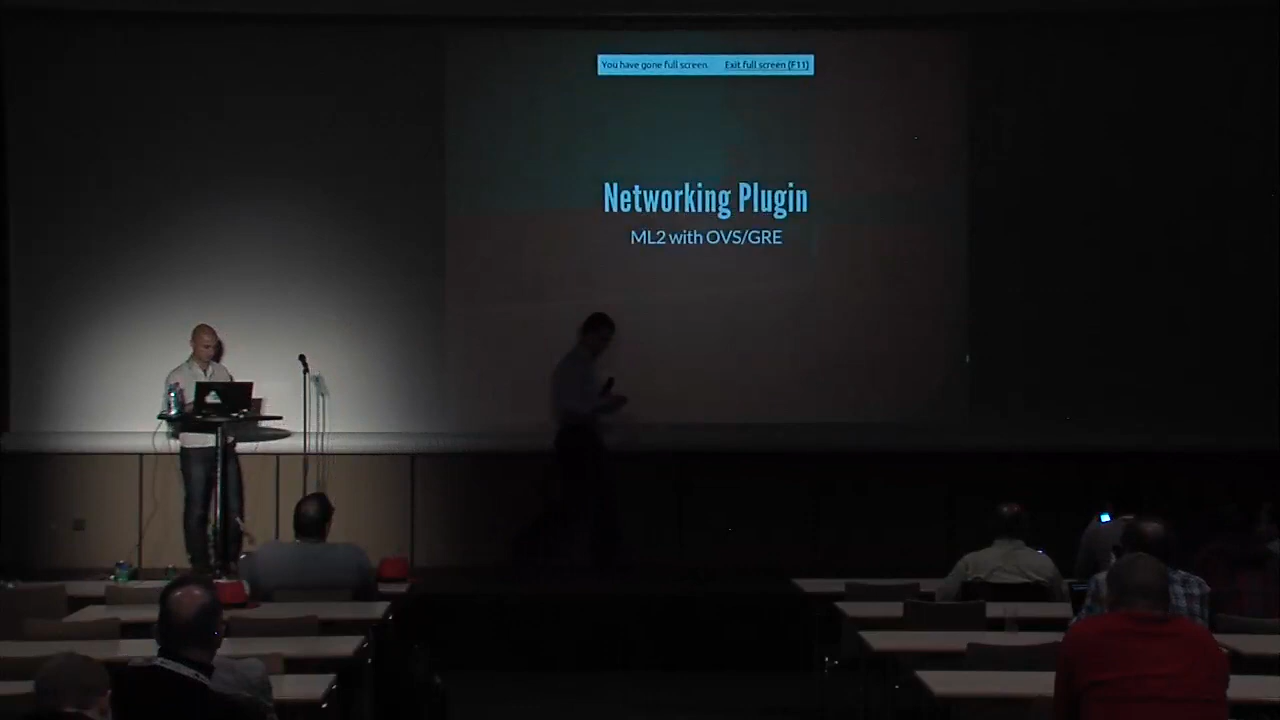 You have gone full screen. Exit full screen (F11)
Networking Plugin
ML2 with OVS/GRE